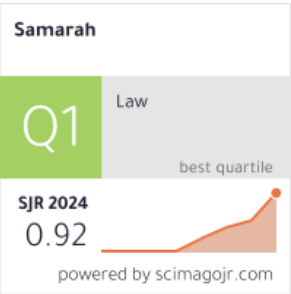 Samarah
Q1
Law
best quartile
SJR 2024
0.92
powered by scimagojr.com